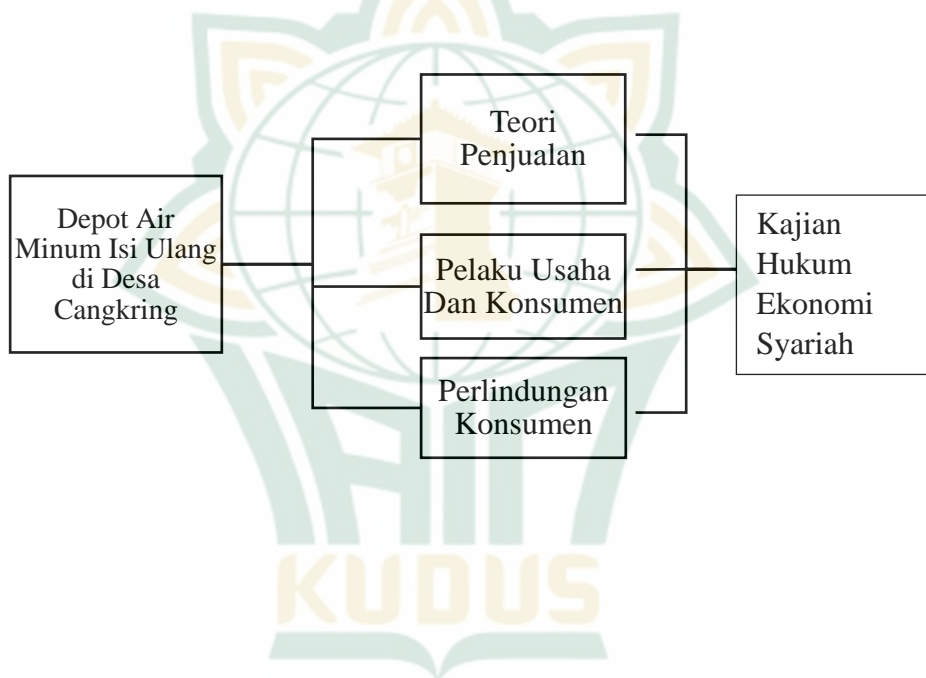 Depot Air
Minum Isi Ulang
di Desa
Cangkring
Teori
Penjualan
Pelaku Usaha
Dan Konsumen
Perlindungan
Konsumen
Kajian
Hukum
Ekonomi
Syariah
IAIN
KUDUS